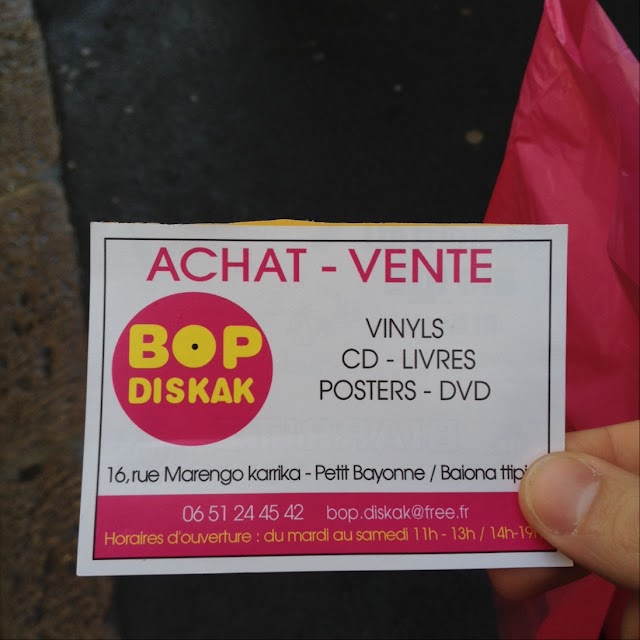 ACHAT - VENTE
BOP
DISKAK
VINYLS
CD - LIVRES
POSTERS - DVD
16, rue Marengo karrika - Petit Bayonne / Baiona ttipi
06 51 24 45 42 bop.diskak@free.fr
Horaires d'ouverture : du mardi au samedi 11h - 13h / 14h-19h